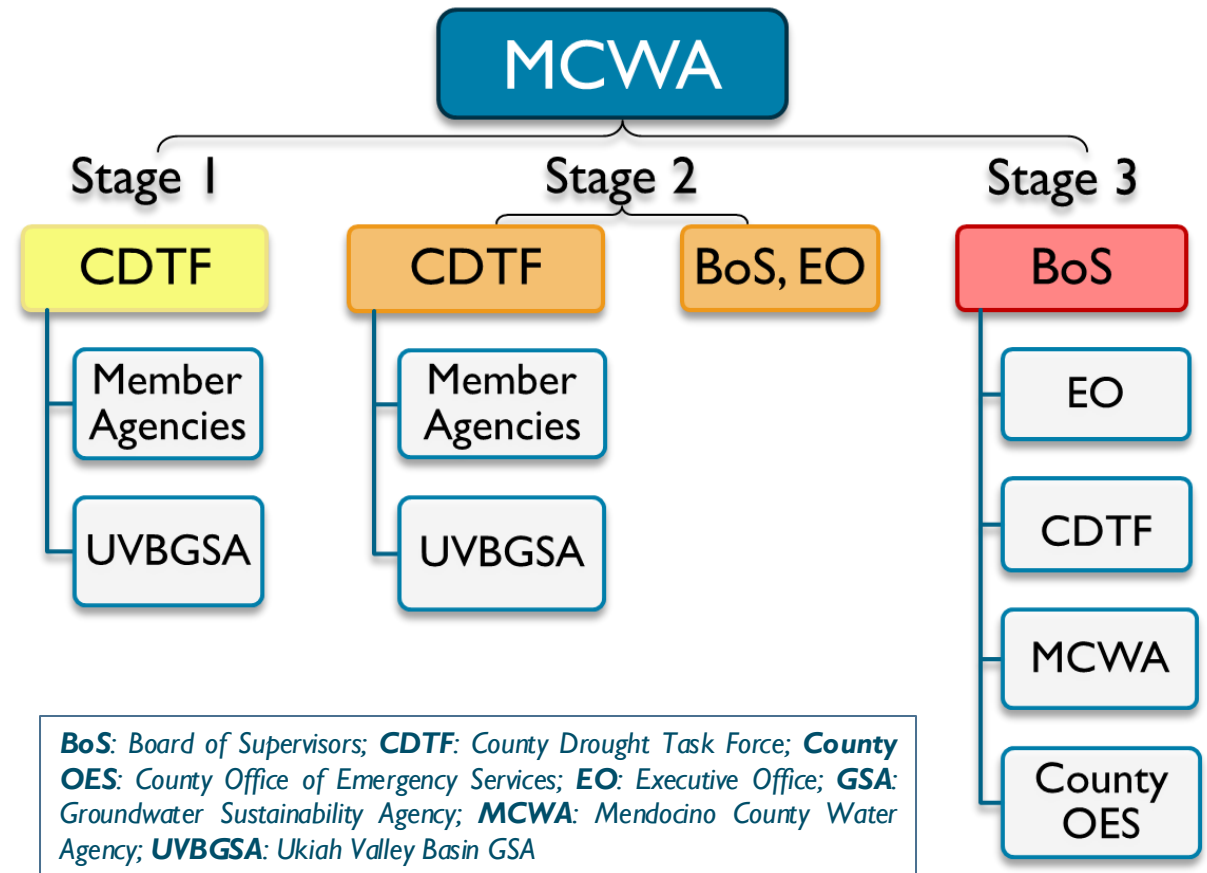 MCWA
Stage 1
Stage 2
Stage 3
CDTF
CDTF
BoS, EO
BoS
Member
Agencies
Member
Agencies
EO
UVBGSA
UVBGSA
CDTF
MCWA
County
OES
BoS: Board of Supervisors; CDTF: County Drought Task Force; County
OES: County Office of Emergency Services; EO: Executive Office; GSA:
Groundwater Sustainability Agency; MCWA: Mendocino County Water
Agency; UVBGSA: Ukiah Valley Basin GSA